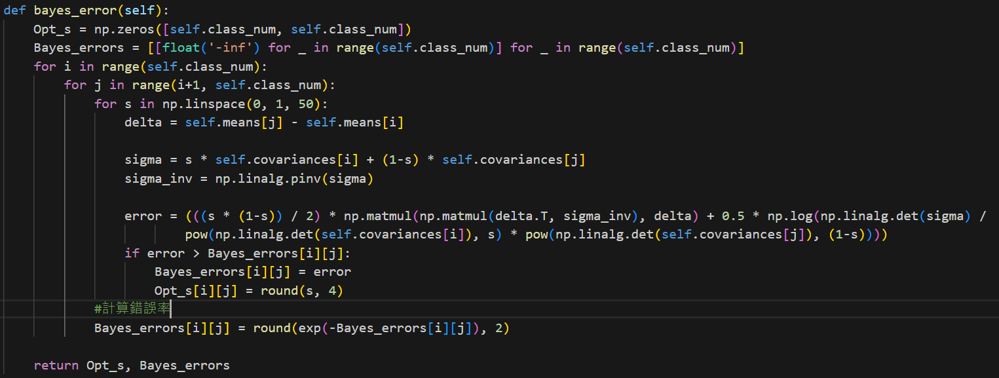 def bayes_error(self):
    Opt_s = np.zeros([self.class_num, self.class_num])
    Bayes_errors = [[float('-inf') for _ in range(self.class_num)] for _ in range(self.class_num)]
    for i in range(self.class_num):
        for j in range(i+1, self.class_num):
            for s in np.linspace(0, 1, 50):
                delta = self.means[j] - self.means[i]

                sigma = s * self.covariances[i] + (1-s) * self.covariances[j]
                sigma_inv = np.linalg.pinv(sigma)

                error = (((s * (1-s)) / 2) * np.matmul(np.matmul(delta.T, sigma_inv), delta) + 0.5 * np.log(np.linalg.det(sigma) /
                        pow(np.linalg.det(self.covariances[i]), s) * pow(np.linalg.det(self.covariances[j]), (1-s))))
                if error > Bayes_errors[i][j]:
                    Bayes_errors[i][j] = error
                    Opt_s[i][j] = round(s, 4)
            #計算錯誤率
            Bayes_errors[i][j] = round(exp(-Bayes_errors[i][j]), 2)

    return Opt_s, Bayes_errors